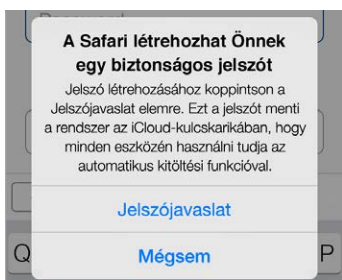 A Safari létrehozhat Önnek
egy biztonságos jelszót
Jelszó létrehozásához koppintson a
Jelszójavaslat elemre. Ezt a jelszót menti
a rendszer az iCloud-kulcskarikában, hogy
minden eszközén használni tudja az
automatikus kitöltési funkcióval.
Jelszójavaslat
Q
P
Mégsem